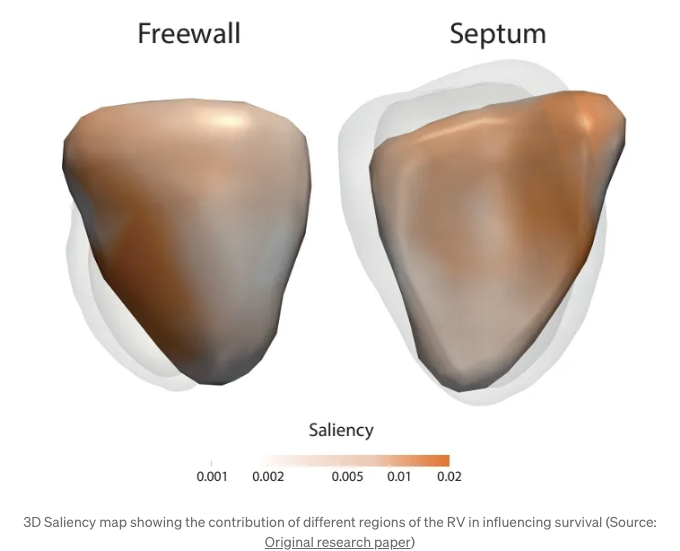 Freewall Septum
Saliency
0.001 0.002 0.005 0.01 0.02
3D Saliency map showing the contribution of different regions of the RV in influencing survival (Source:
Original research paper)